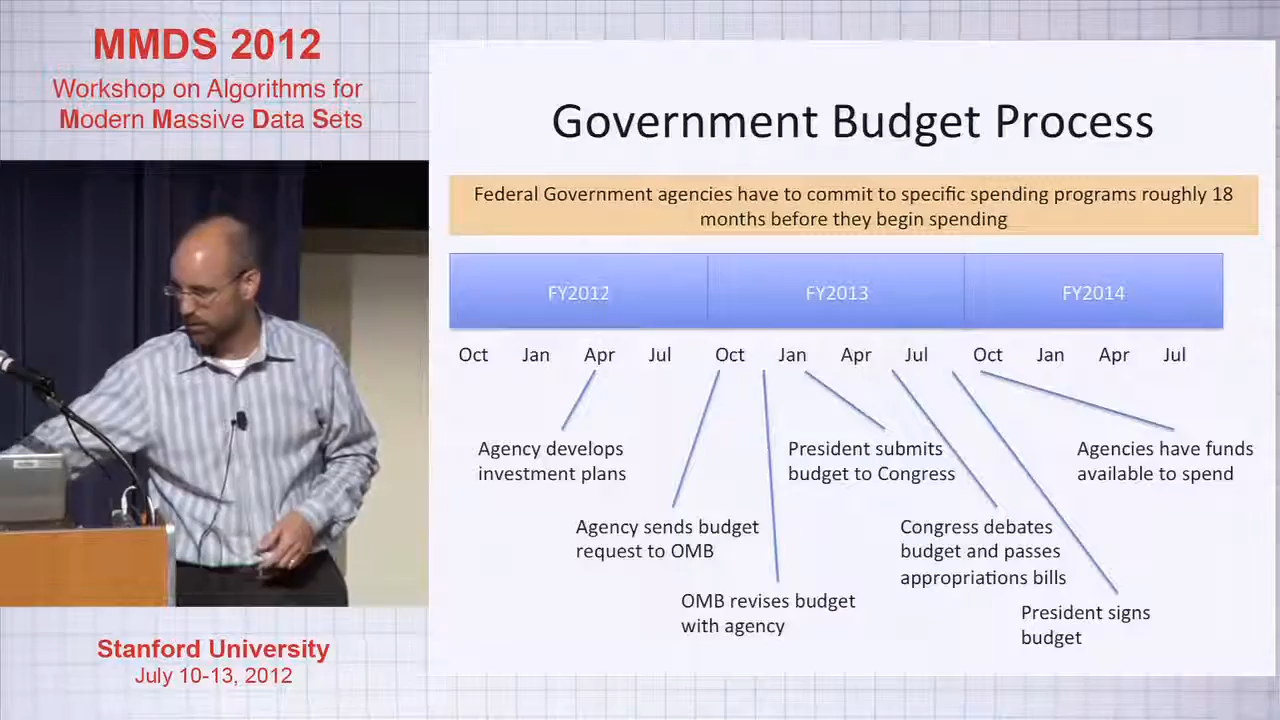 MMDS 2012
Workshop on Algorithms for
Modern Massive Data Sets
Government Budget Process
Federal Government agencies have to commit to specific spending programs roughly 18
months before they begin spending
FY2012 FY2013 FY2014
Oct Jan Apr Jul Oct Jan Apr Jul Oct Jan Apr Jul
Agency develops
investment plans
President submits
budget to Congress
Agencies have funds
available to spend
Agency sends budget
request to OMB
Congress debates
budget and passes
appropriations bills
OMB revises budget
with agency
President signs
budget
Stanford University
July 10-13, 2012